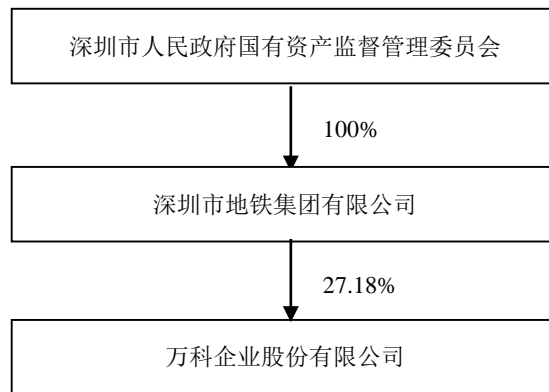 深圳市人民政府国有资产监督管理委员会
100%
深圳市地铁集团有限公司
27.18%
万科企业股份有限公司